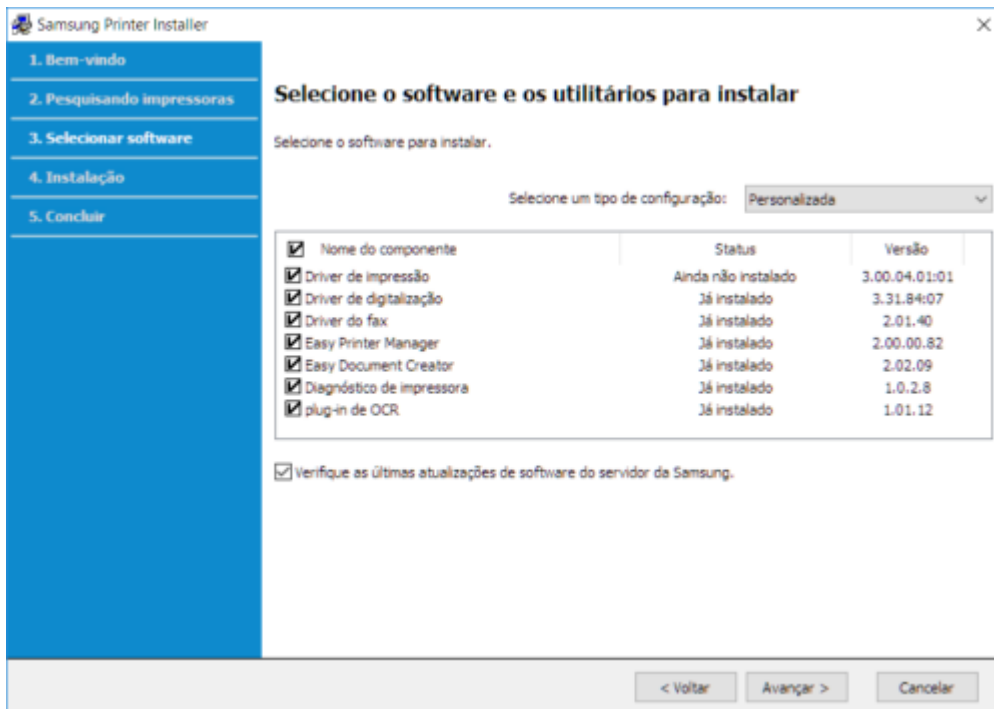 Samsung Printer Installer
1. Bem-vindo
2. Pesquisando impressoras
3. Selecionar software
4. Instalação
5. Concluir
Selecione o software e os utilitários para instalar
Selecione o software para instalar.
Selecione um tipo de configuração: Personalizada
Nome do componente Status Versão
Driver de impressão Ainda não instalado 3.00.04.01:01
Driver de digitalização Já instalado 3.31.84:07
Driver do fax Já instalado 2.01.40
Easy Printer Manager Já instalado 2.00.00.82
Easy Document Creator Já instalado 2.02.09
Diagnóstico de impressora Já instalado 1.0.2.8
plug-in de OCR Já instalado 1.01.12
Verifique as últimas atualizações de software do servidor da Samsung.
< Voltar Avançar > Cancelar